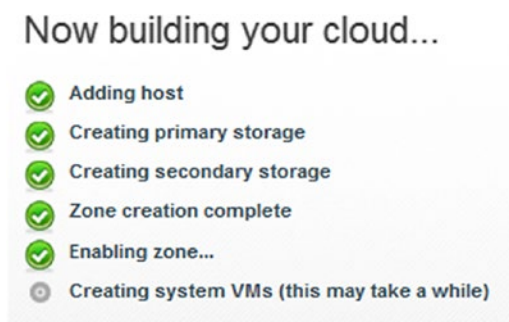 Now building your cloud...
Adding host
Creating primary storage
Creating secondary storage
Zone creation complete
Enabling zone...
Creating system VMs (this may take a while)